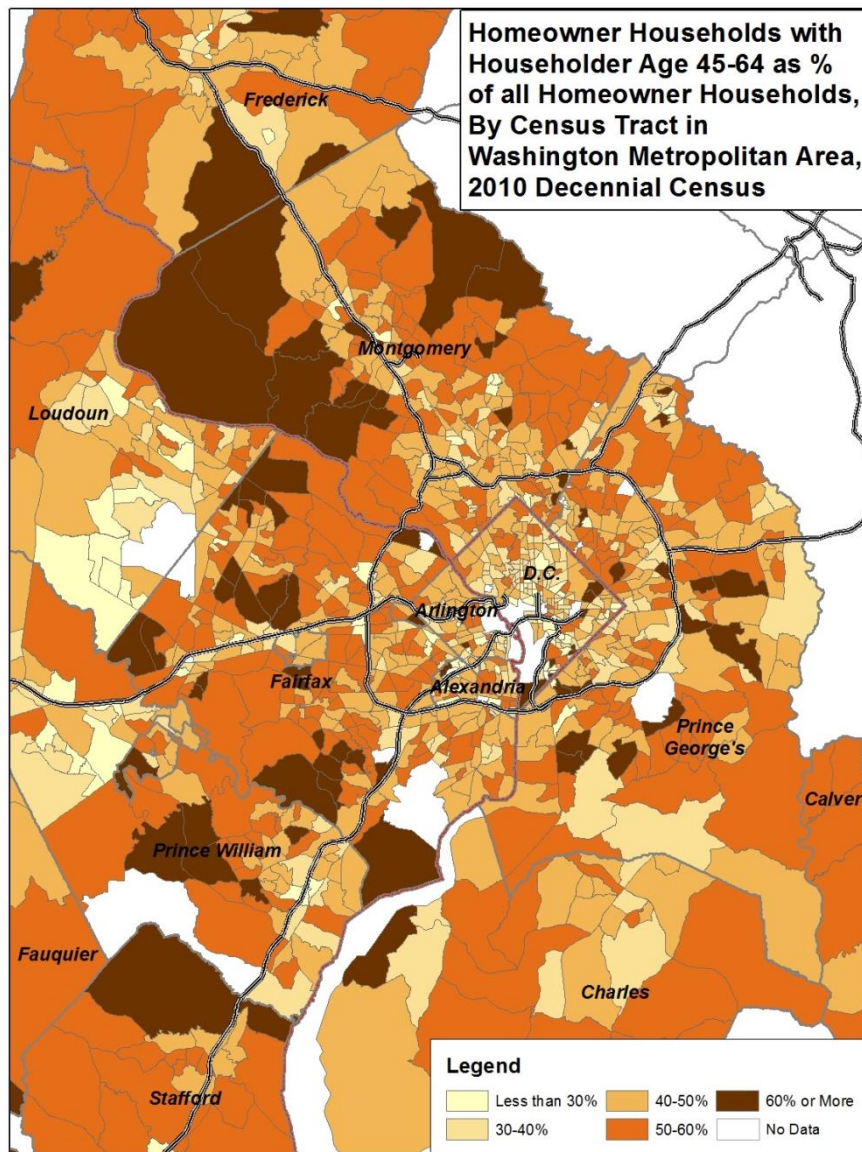 Homeowner Households with
Householder Age 45-64 as %
of all Homeowner Households,
By Census Tract in
Washington Metropolitan Area,
2010 Decennial Census
Frederick
Montgomery
Loudoun
D.C.
Arlington
Fairfax
Alexandria
Prince
George's
Calver
Prince William
Fauquier
Charles
Stafford
Legend
Less than 30%
40-50%
60% or More
30-40%
50-60%
No Data